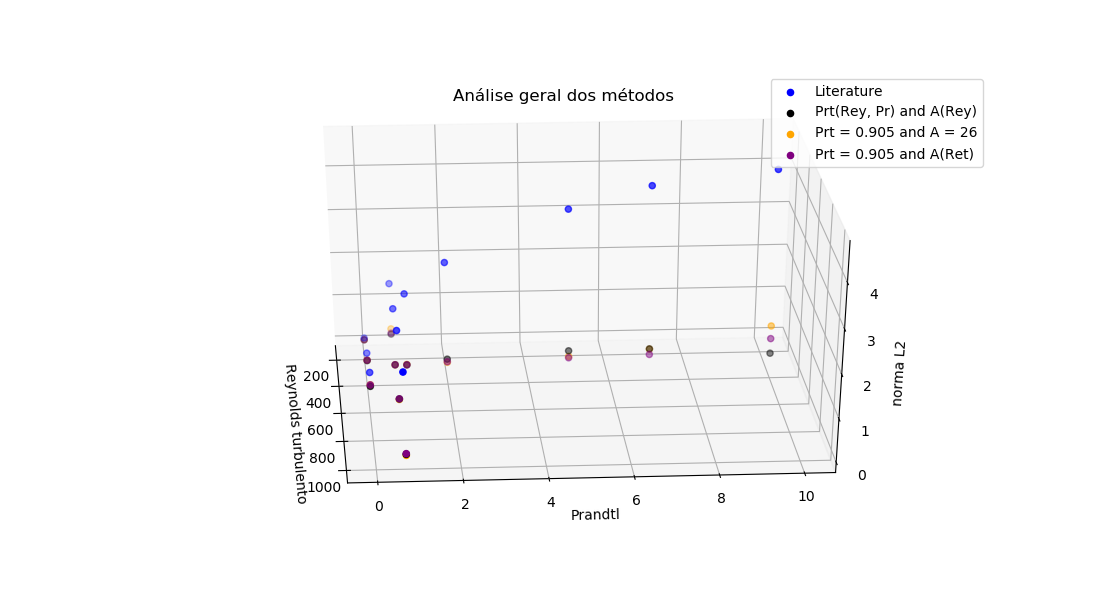 Análise geral dos métodos
Literature
Prt(Rey, Pr) and A(Rey)
Prt = 0.905 and A = 26
Prt = 0.905 and A(Ret)
Reynolds turbulento
200
400
600
800
1000
0
2
4
6
8
10
Prandtl
0
1
2
3
4
norma L2